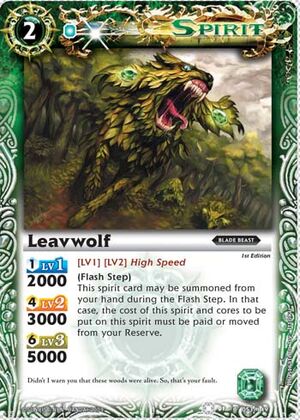 2
SPIRIT
Leavwolf
BLADE BEAST
1st Edition
1 LV1
2000
4 LV2
3000
6 LV3
5000
[LV1] [LV2] High Speed
(Flash Step)
This spirit card may be summoned from
your hand during the Flash Step. In that
case, the cost of this spirit and cores to be
put on this spirit must be paid or moved
from your Reserve.
Didn't I warn you that these woods were alive. So, that's your fault.